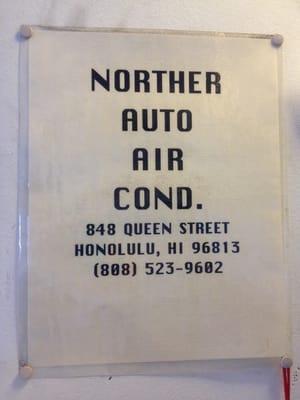 NORTHER
AUTO
AIR
COND.
848 QUEEN STREET
HONOLULU, HI 96813
(808) 523-9602